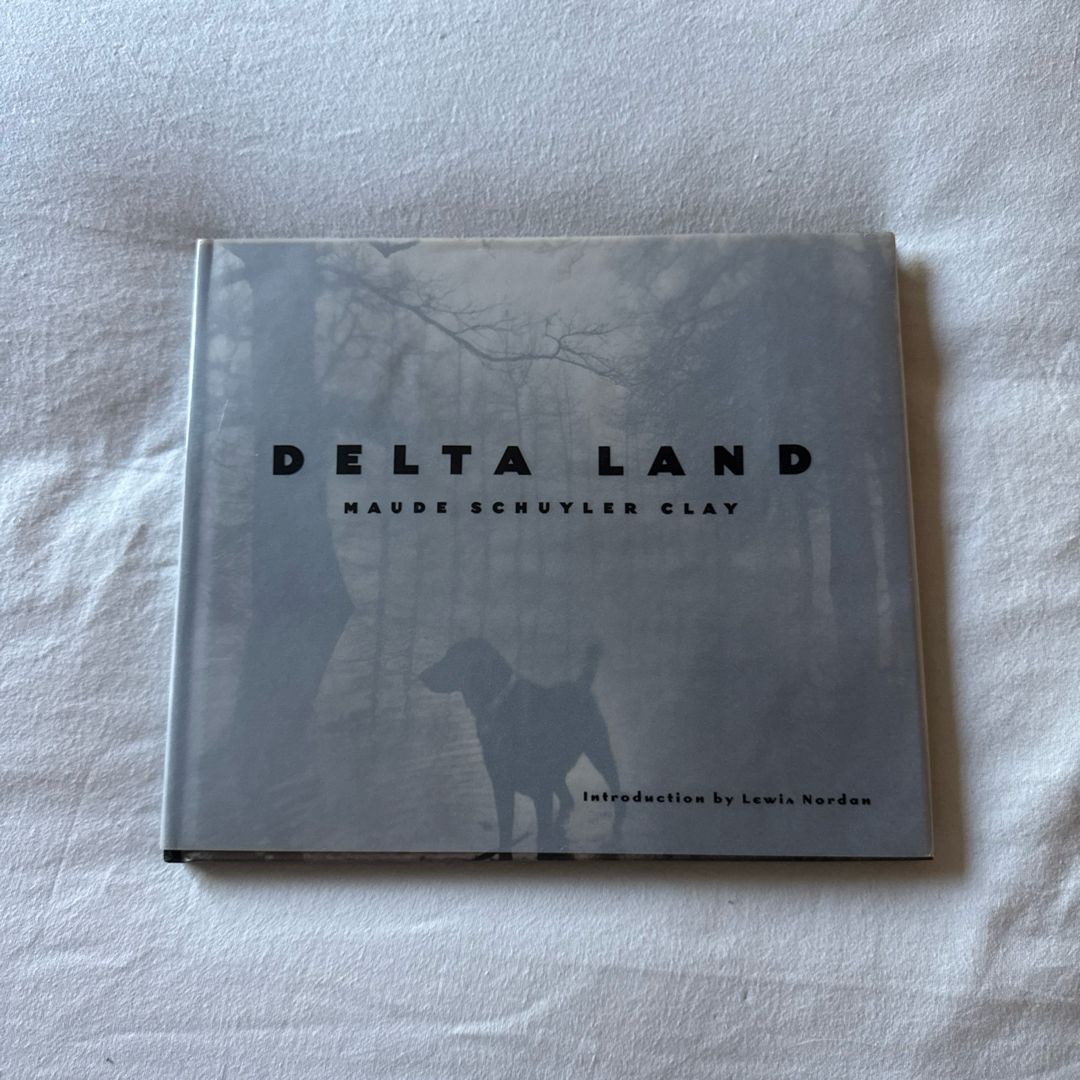 DELTA LAND
MAUDE SCHUYLER CLAY
Introduction by Lewis Nordan